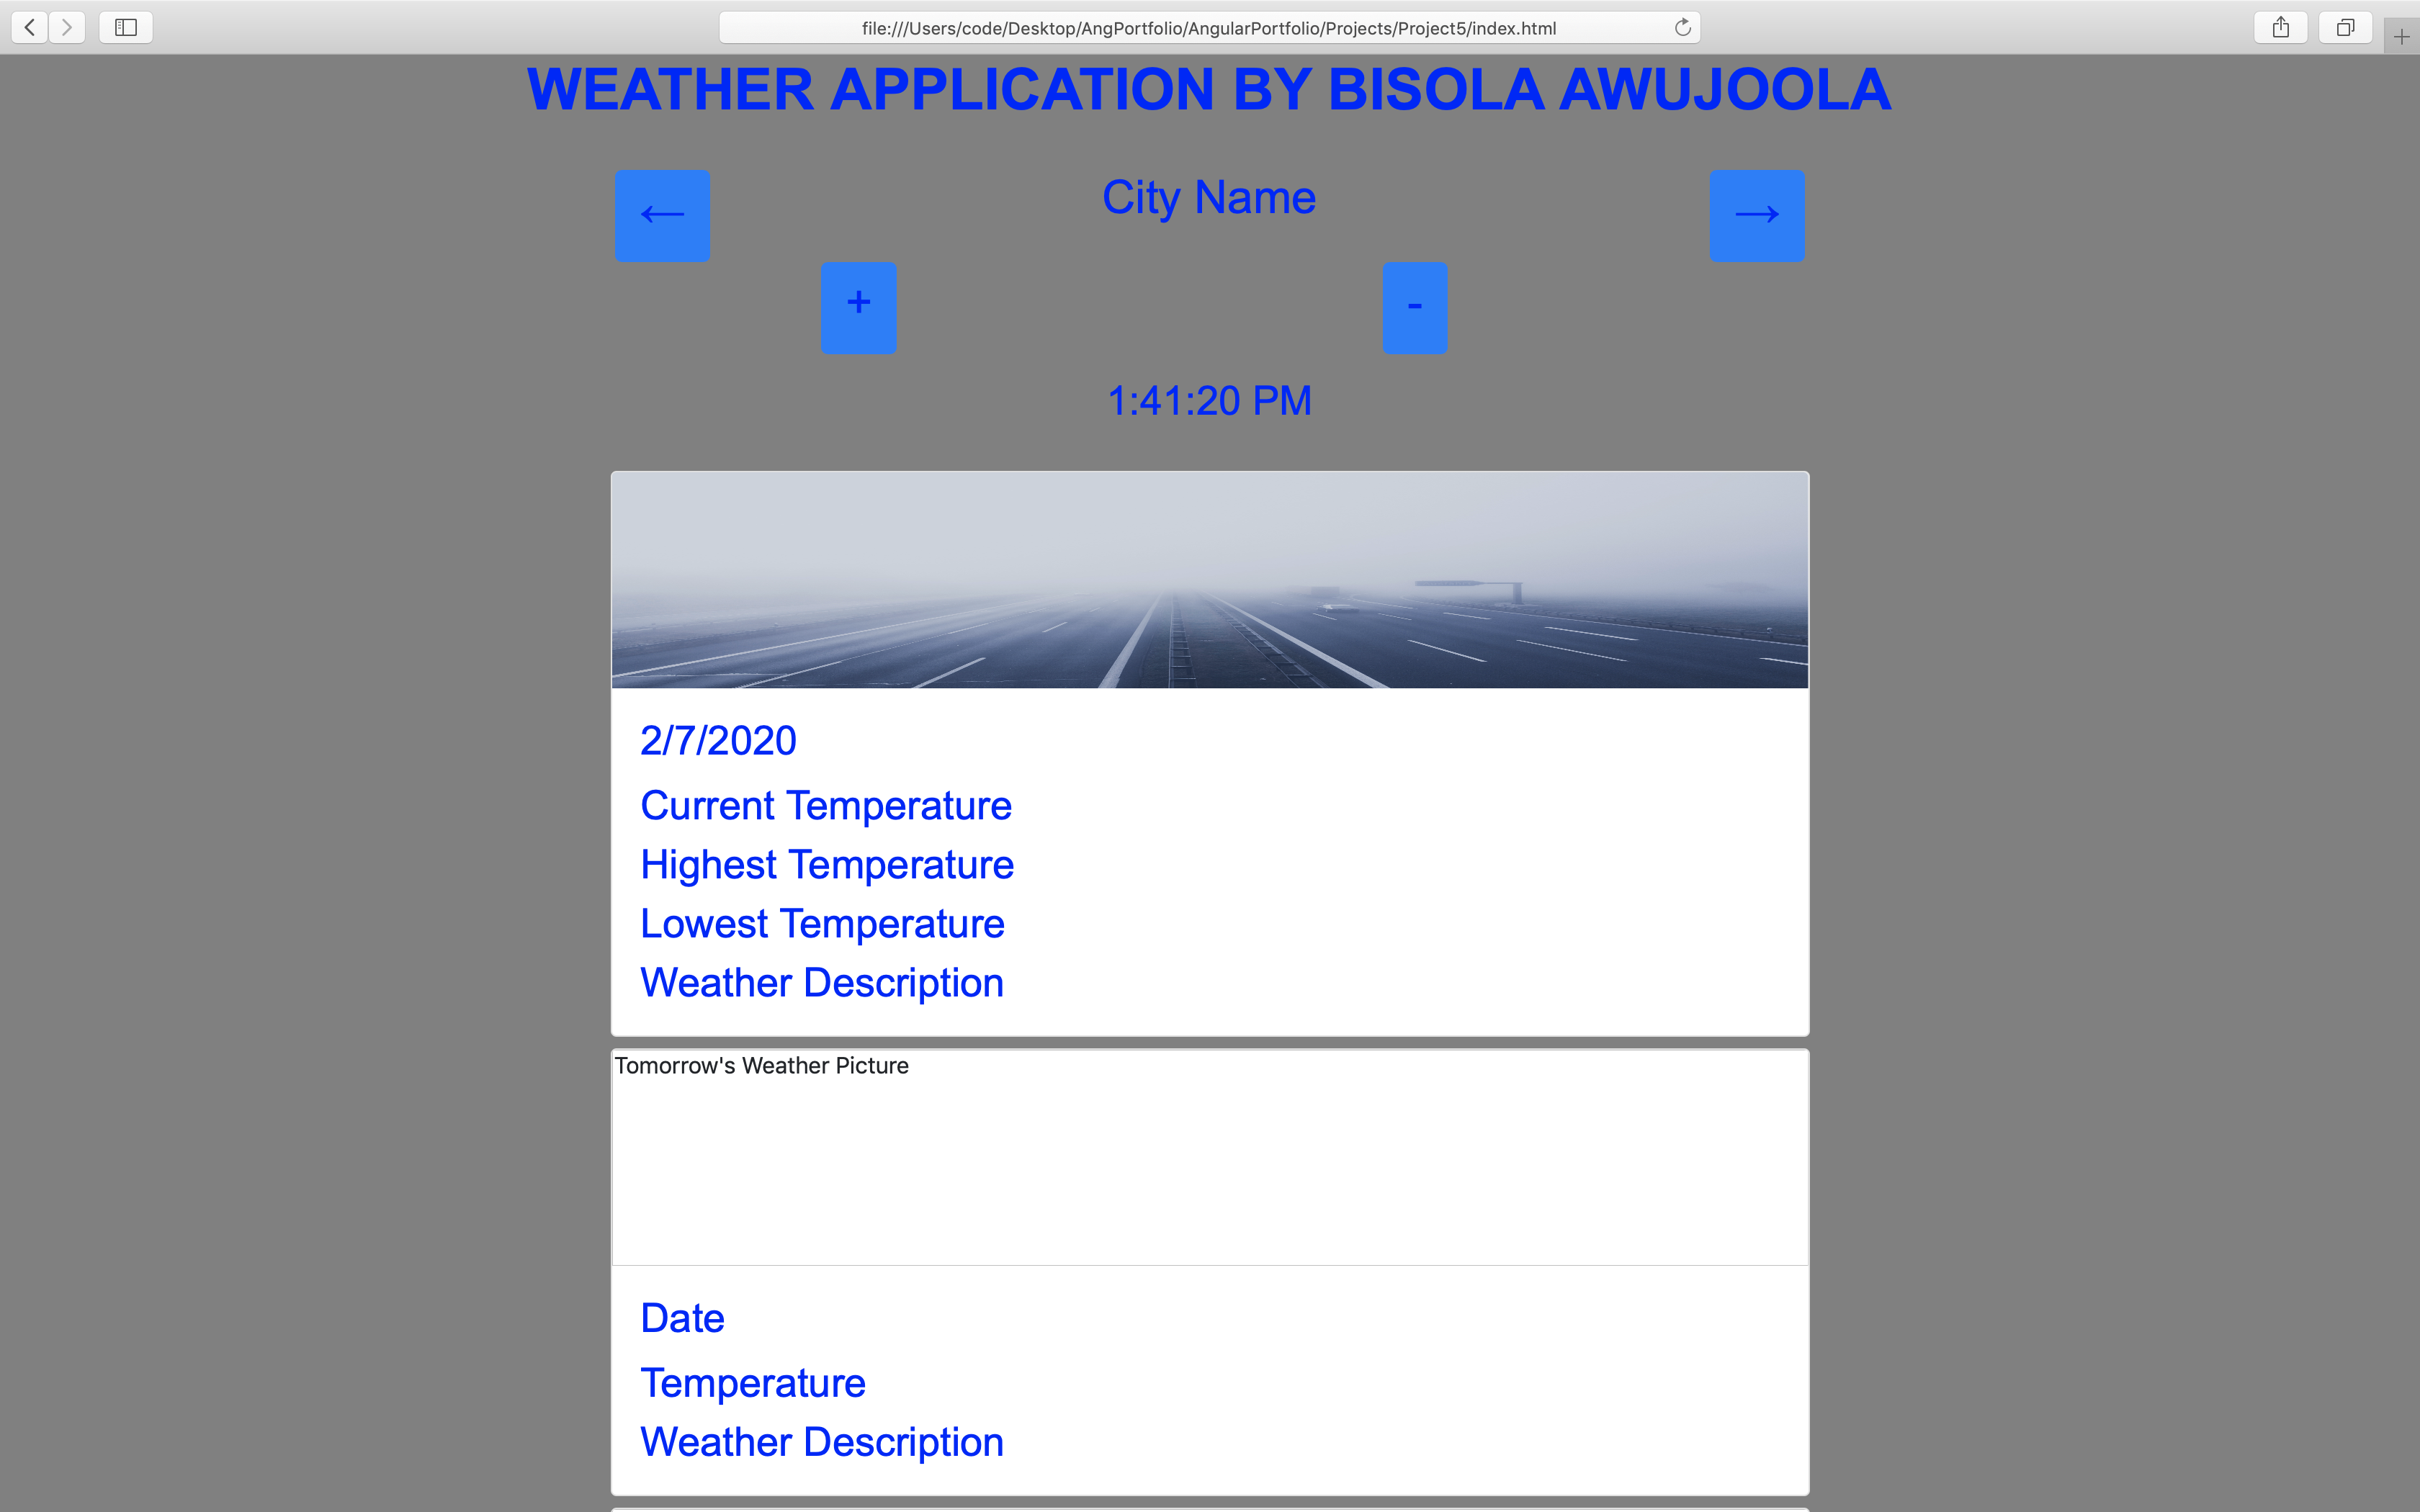 file:///Users/code/Desktop/AngPortfolio/AngularPortfolio/Projects/Project5/index.html
WEATHER APPLICATION BY BISOLA AWUJOOLA
← City Name →
+ -
1:41:20 PM
2/7/2020
Current Temperature
Highest Temperature
Lowest Temperature
Weather Description
Tomorrow's Weather Picture
Date
Temperature
Weather Description